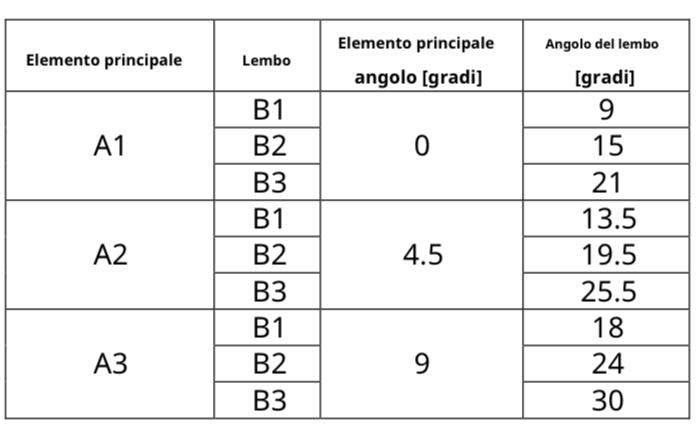 Elemento principale Lembo Elemento principale Angolo del lembo
angolo [gradi] [gradi]
B1 9
A1 B2 0 15
B3 21
B1 13.5
A2 B2 4.5 19.5
B3 25.5
B1 18
A3 B2 9 24
B3 30